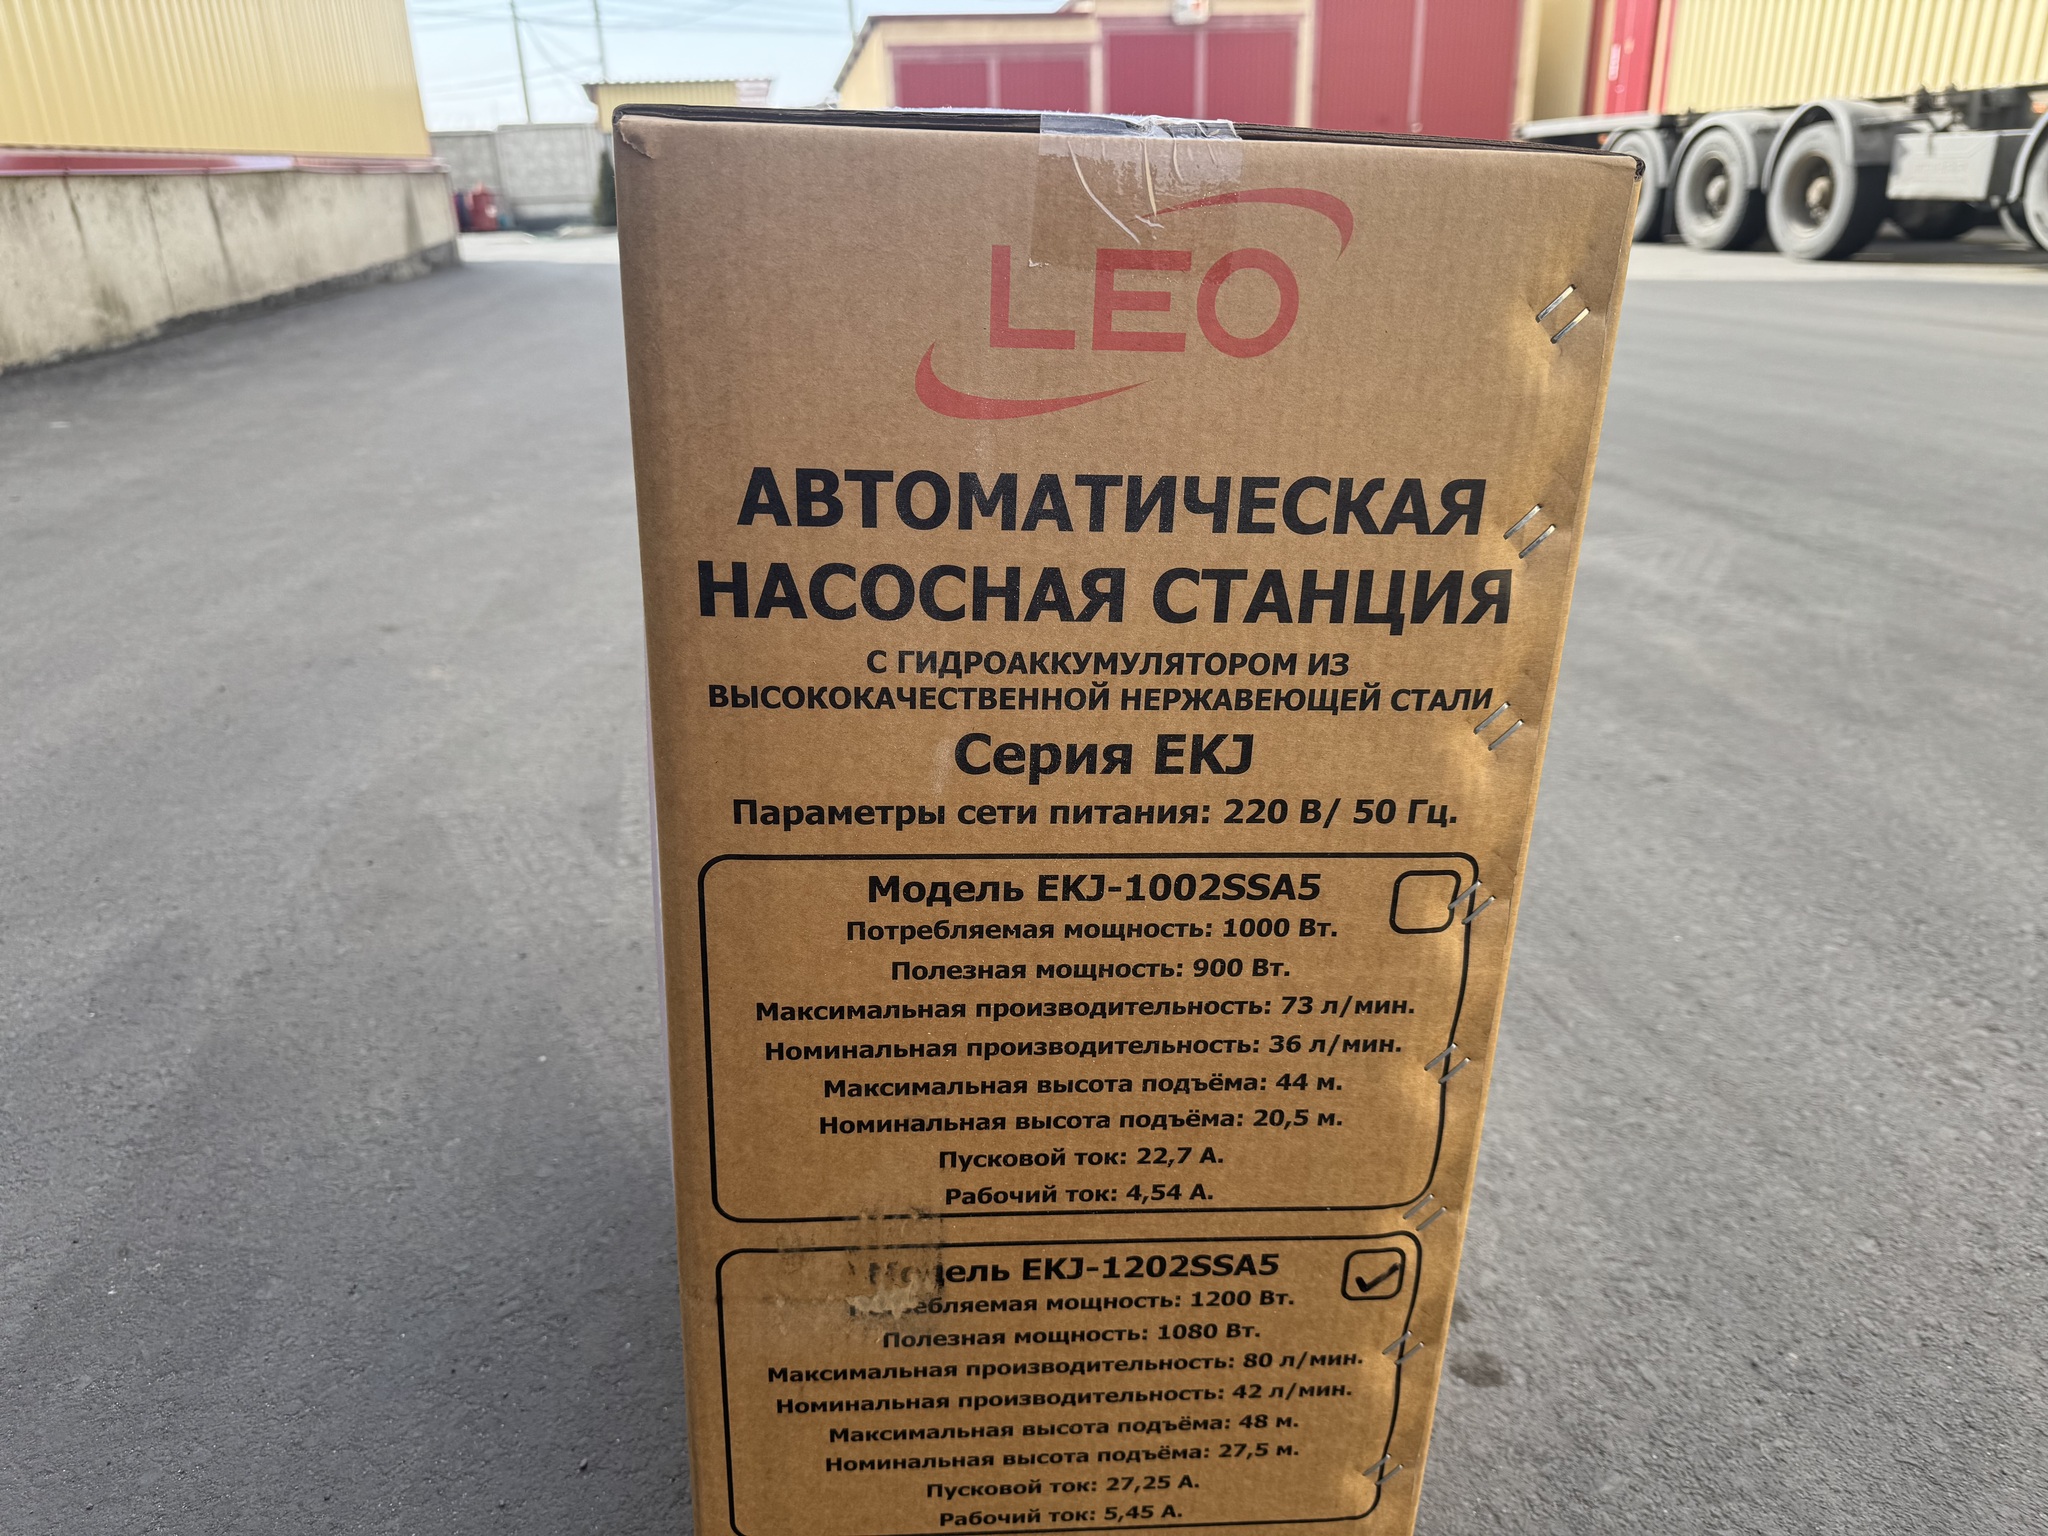 LEO
АВТОМАТИЧЕСКАЯ
НАСОСНАЯ СТАНЦИЯ
С ГИДРОАККУМУЛЯТОРОМ ИЗ
ВЫСОКОКАЧЕСТВЕННОЙ НЕРЖАВЕЮЩЕЙ СТАЛИ
Серия EKJ
Параметры сети питания: 220 В/ 50 Гц.
Модель EKJ-1002SSA5
Потребляемая мощность: 1000 Вт.
Полезная мощность: 900 Вт.
Максимальная производительность: 73 л/мин.
Номинальная производительность: 36 л/мин.
Максимальная высота подъёма: 44 м.
Номинальная высота подъёма: 20,5 м.
Пусковой ток: 22,7 А.
Рабочий ток: 4,54 А.
Модель EKJ-1202SSA5
Потребляемая мощность: 1200 Вт.
Полезная мощность: 1080 Вт.
Максимальная производительность: 80 л/мин.
Номинальная производительность: 42 л/мин.
Максимальная высота подъёма: 48 м.
Номинальная высота подъёма: 27,5 м.
Пусковой ток: 27,25 А.
Рабочий ток: 5,45 А.